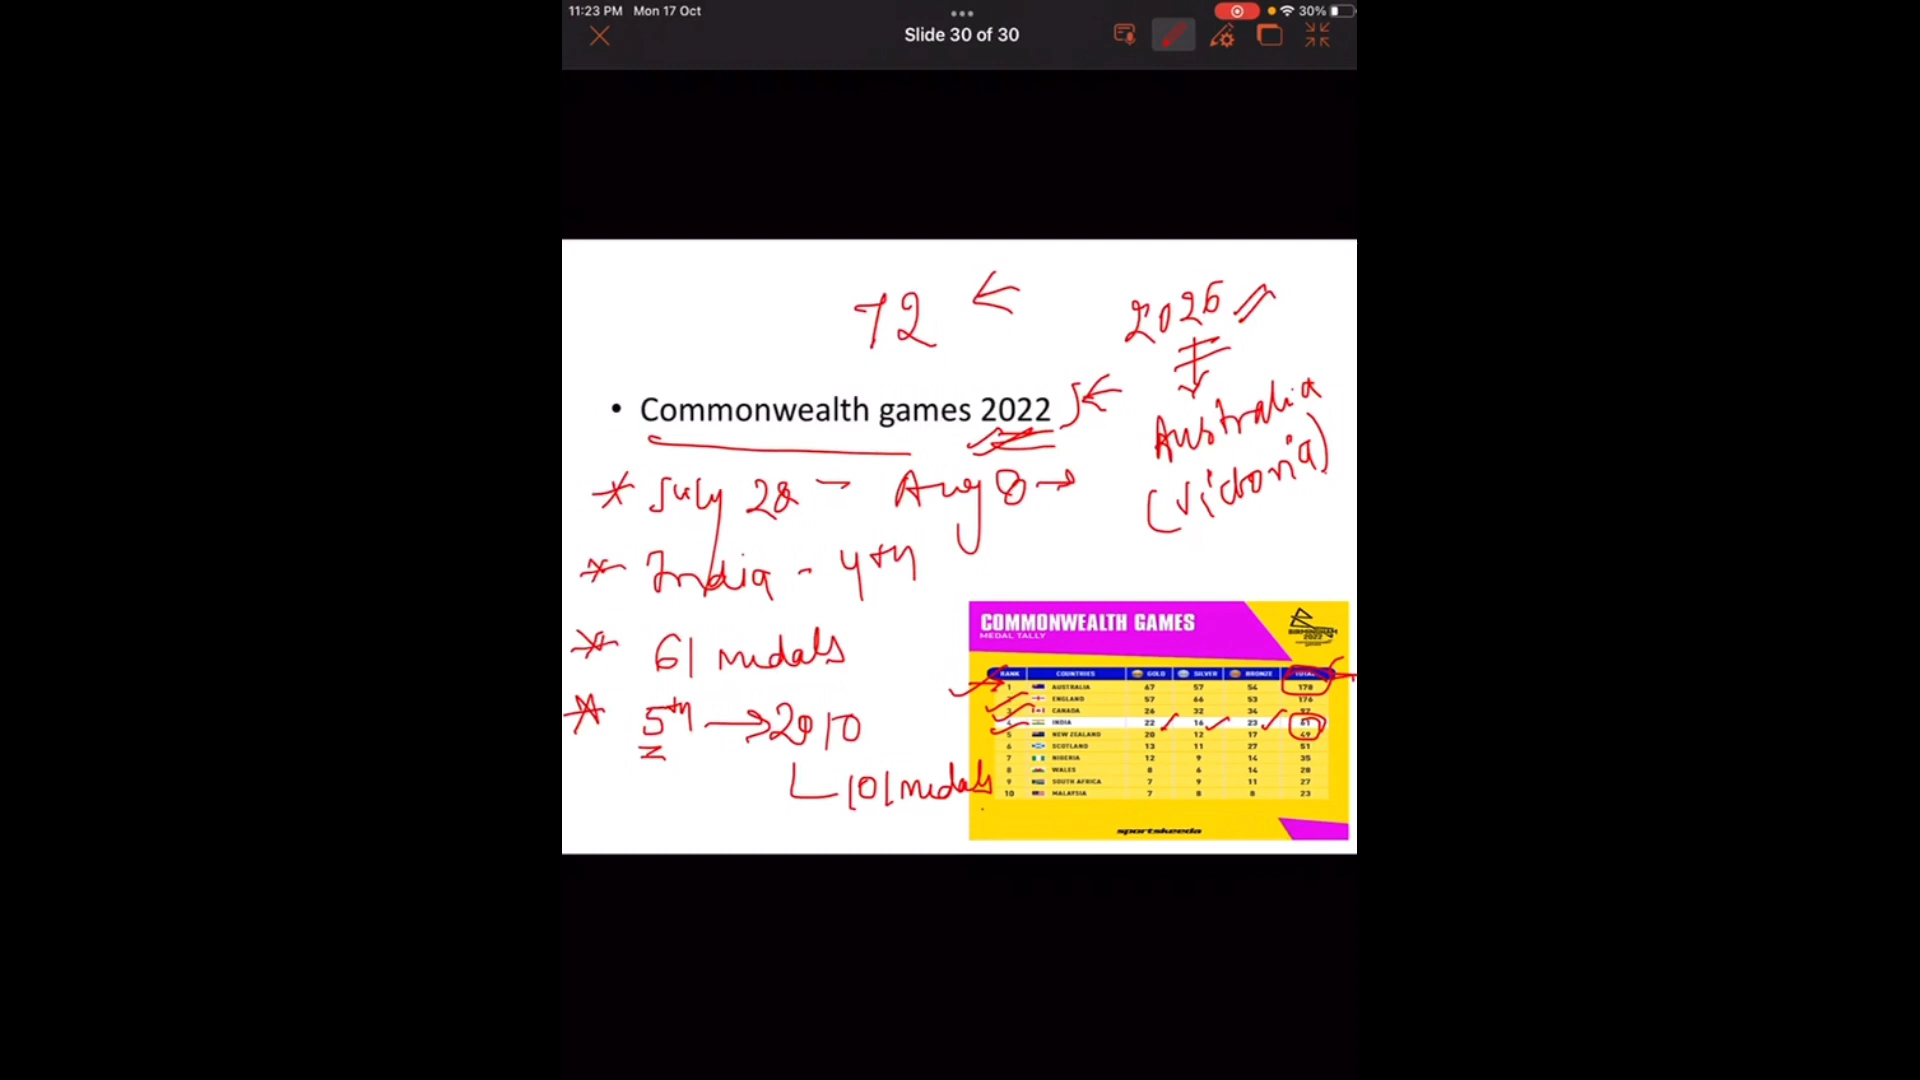 11:23 PM Mon 17 Oct
30%
Slide 30 of 30
72
2026
Australia
(Victoria)
• Commonwealth games 2022
* July 28 - Aug 8
* India - 4th
* 61 medals
* 5th → 2010
101 medals
COMMONWEALTH GAMES
MEDAL TALLY
BIRMINGHAM
2022
RANK COUNTRIES GOLD SILVER BRONZE TOTAL
1 AUSTRALIA 67 57 54 178
2 ENGLAND 57 66 53 176
3 CANADA 26 32 34 92
4 INDIA 22 16 23 61
5 NEW ZEALAND 20 12 17 49
6 SCOTLAND 13 11 27 51
7 NIGERIA 12 9 14 35
8 WALES 8 6 14 28
9 SOUTH AFRICA 7 9 11 27
10 MALAYSIA 7 8 8 23
sportskeeda